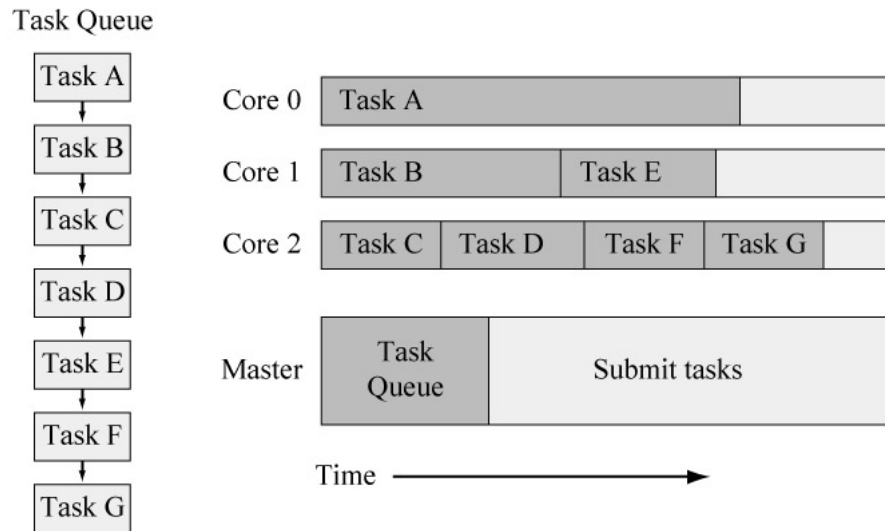 Task Queue
Task A
Task B
Task C
Task D
Task E
Task F
Task G
Core 0 Task A
Core 1 Task B Task E
Core 2 Task C Task D Task F Task G
Master Task Queue Submit tasks
Time